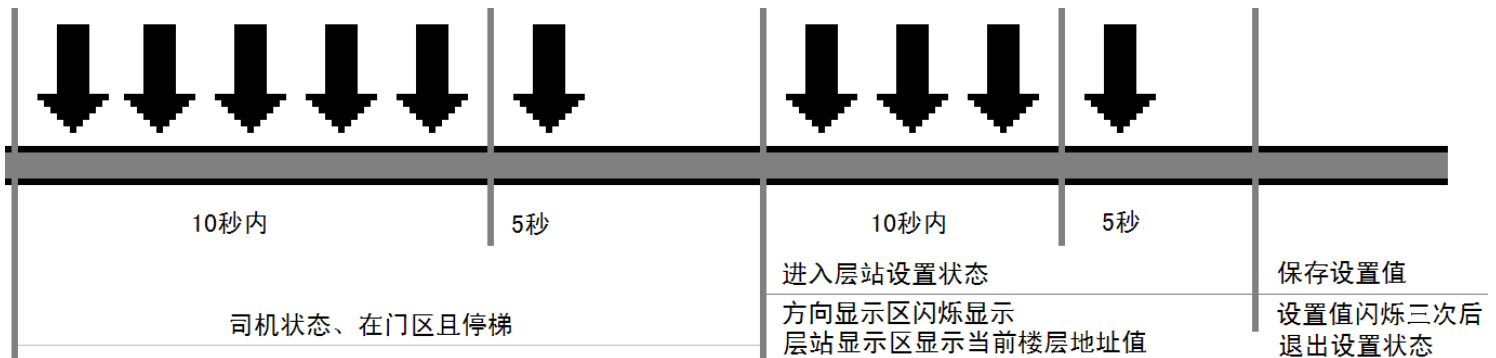 10秒内
5秒
10秒内
5秒
进入层站设置状态
保存设置值
司机状态、在门区且停梯
方向显示区闪烁显示
层站显示区显示当前楼层地址值
设置值闪烁三次后
退出设置状态